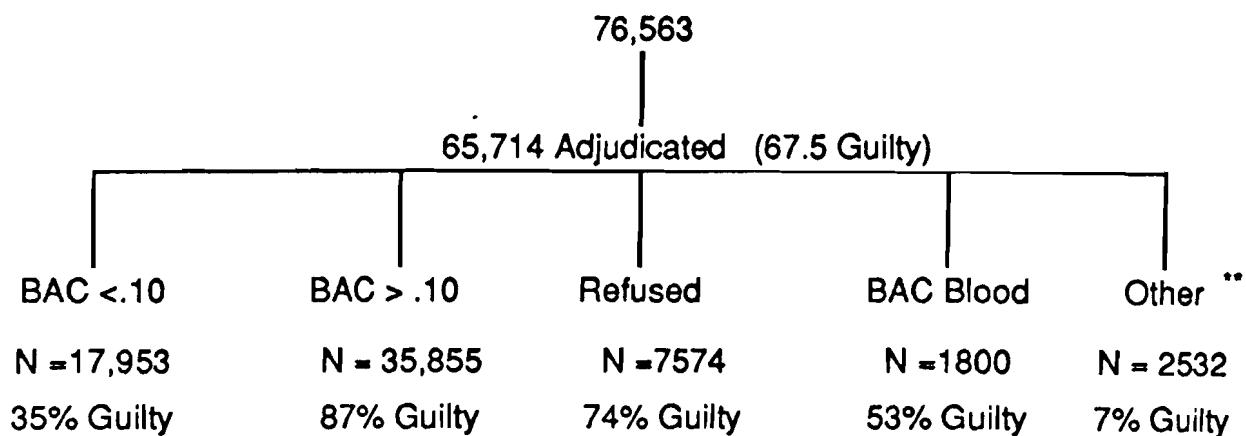 76,563
65,714 Adjudicated (67.5 Guilty)
BAC <.10 BAC > .10 Refused BAC Blood Other **
N =17,953 N = 35,855 N =7574 N =1800 N = 2532
35% Guilty 87% Guilty 74% Guilty 53% Guilty 7% Guilty